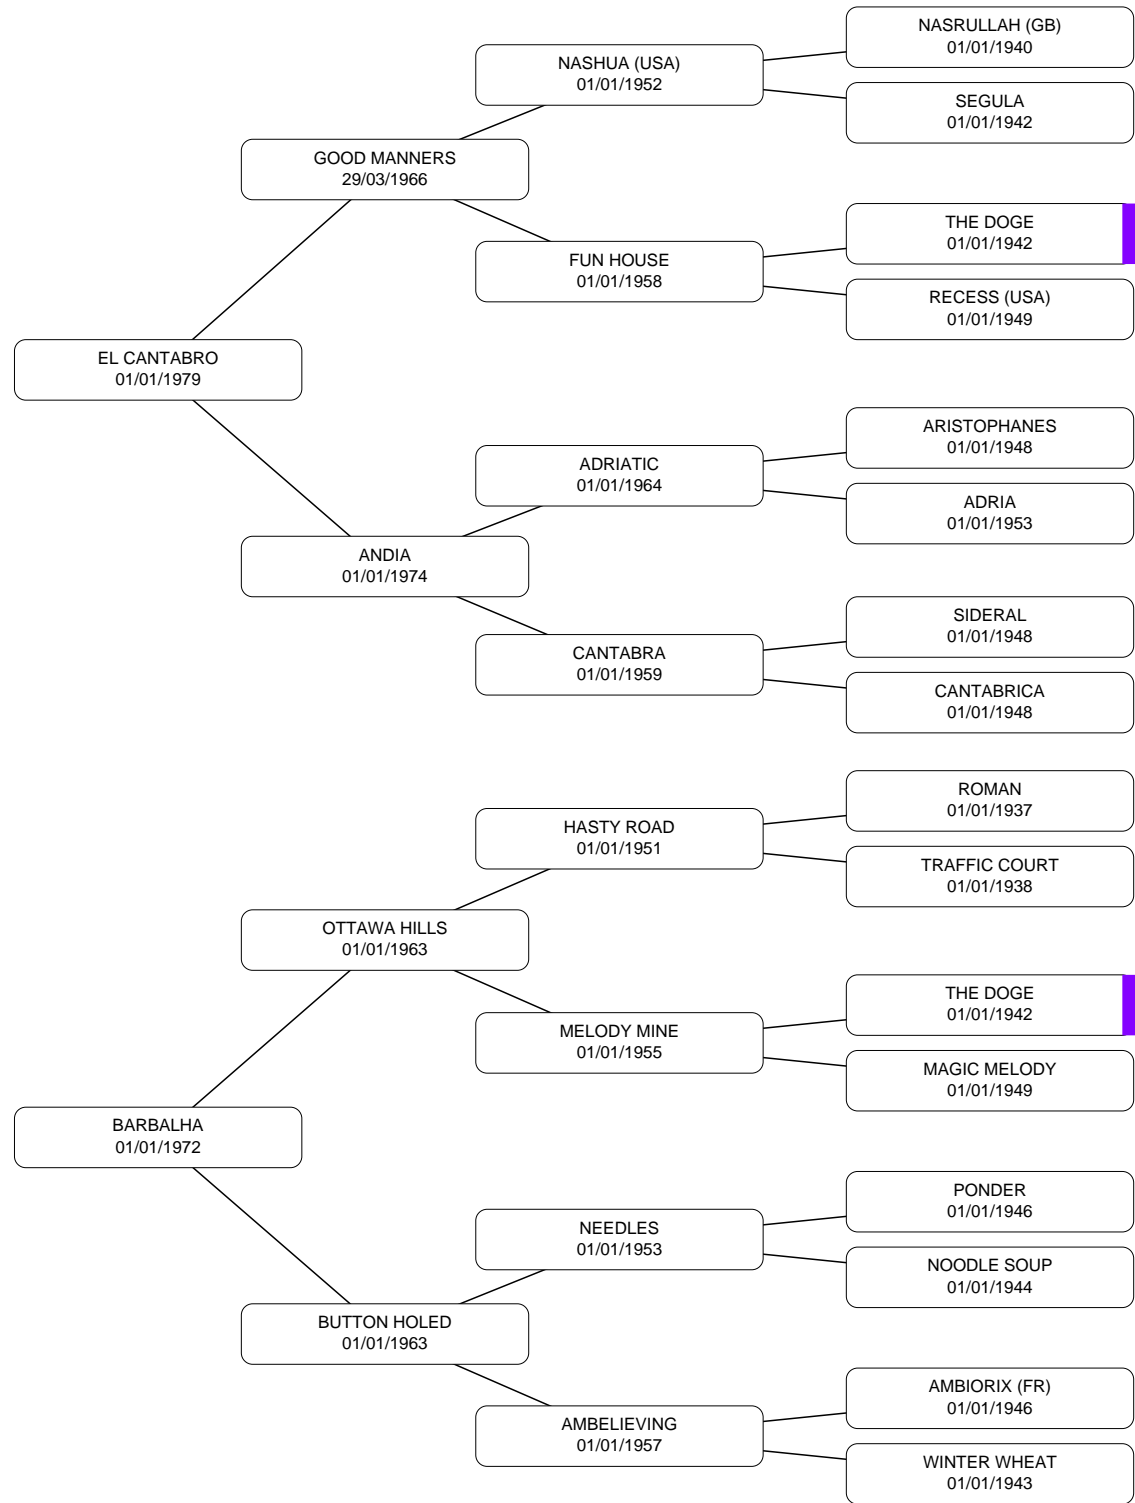 NASRULLAH (GB)
01/01/1940
NASHUA (USA)
01/01/1952
SEGULA
01/01/1942
GOOD MANNERS
29/03/1966
THE DOGE
01/01/1942
FUN HOUSE
01/01/1958
RECESS (USA)
01/01/1949
EL CANTABRO
01/01/1979
ARISTOPHANES
01/01/1948
ADRIATIC
01/01/1964
ADRIA
01/01/1953
ANDIA
01/01/1974
SIDERAL
01/01/1948
CANTABRA
01/01/1959
CANTABRICA
01/01/1948
ROMAN
01/01/1937
HASTY ROAD
01/01/1951
TRAFFIC COURT
01/01/1938
OTTAWA HILLS
01/01/1963
THE DOGE
01/01/1942
MELODY MINE
01/01/1955
MAGIC MELODY
01/01/1949
BARBALHA
01/01/1972
PONDER
01/01/1946
NEEDLES
01/01/1953
NOODLE SOUP
01/01/1944
BUTTON HOLED
01/01/1963
AMBIORIX (FR)
01/01/1946
AMBELIEVING
01/01/1957
WINTER WHEAT
01/01/1943